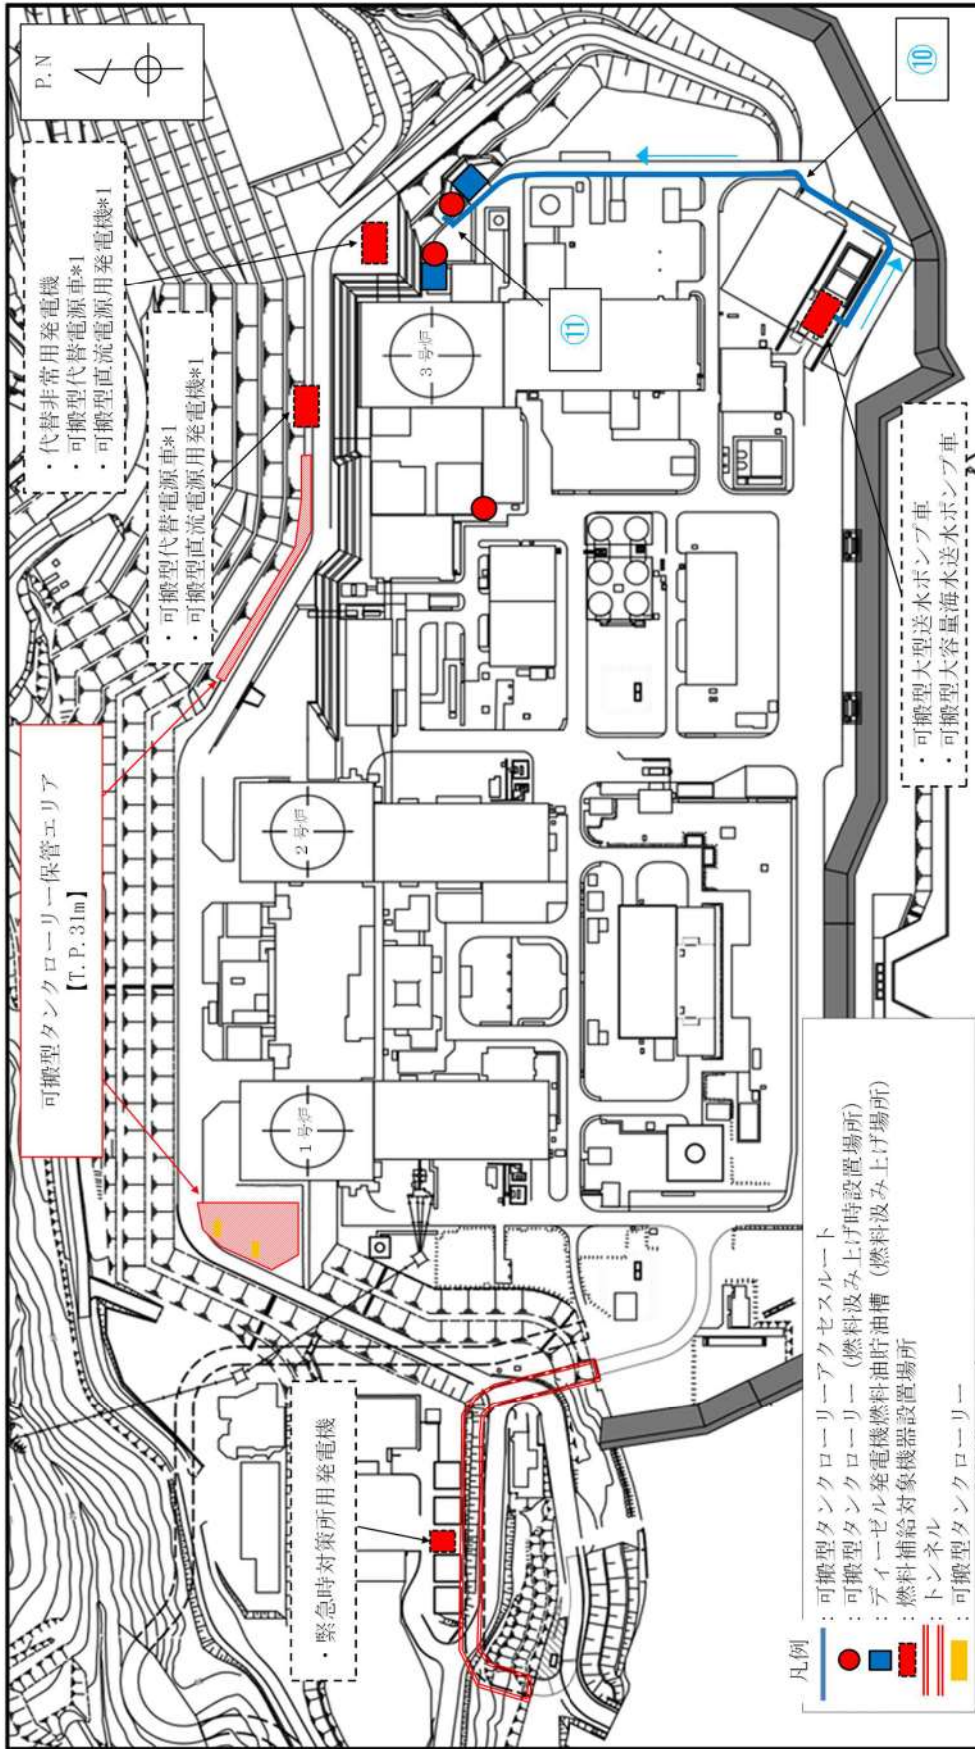 P.N
・代替非常用発電機
・可搬型代替電源車*1
・可搬型直流電源用発電機*1
・可搬型代替電源車*1
・可搬型直流電源用発電機*1
可搬型タンクローリー保管エリア
【T.P.31m】
・緊急時対策所用発電機
1号炉
2号炉
3号炉
⑩
⑪
・可搬型大型送水ポンプ車
・可搬型大容量海水送水ポンプ車
凡例
：可搬型タンクローリーアクセスルート
：可搬型タンクローリー（燃料汲み上げ時設置場所）
：ディーゼル発電機燃料油貯油槽（燃料汲み上げ場所）
：燃料補給対象機器設置場所
：トンネル
：可搬型タンクローリー